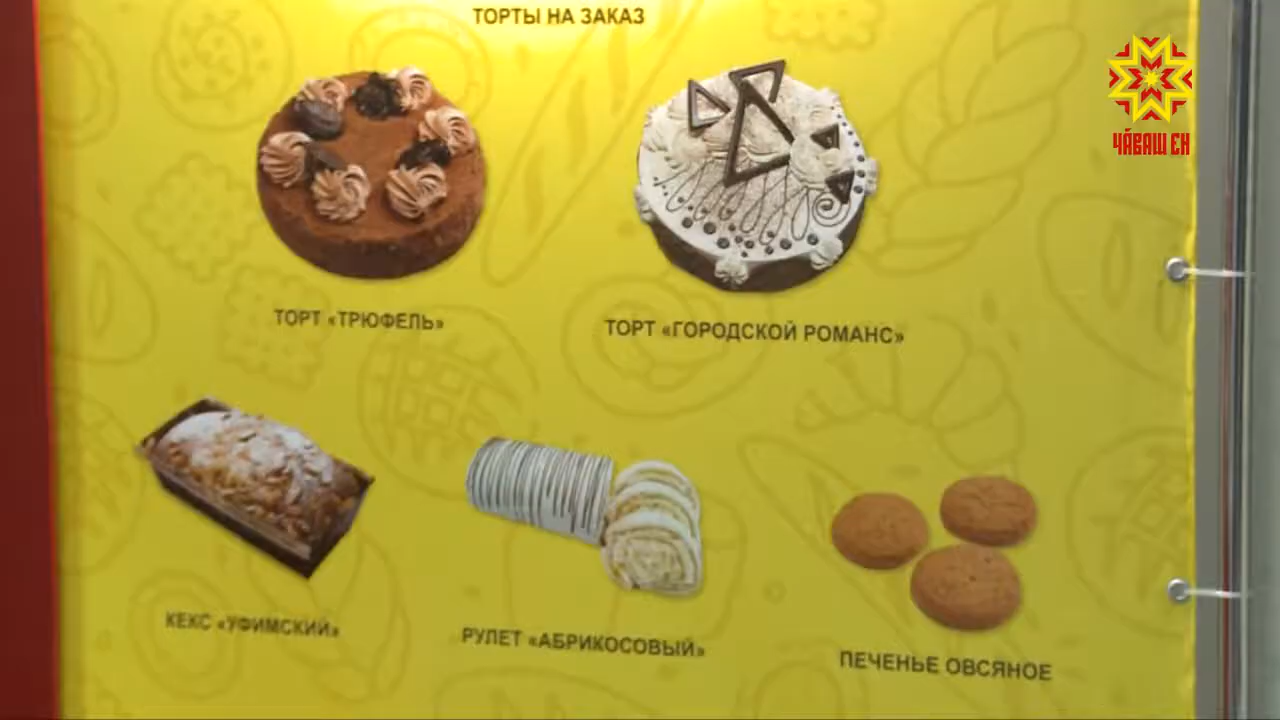 ТОРТЫ НА ЗАКАЗ
ЧӐВАШ ЕН
ТОРТ «ТРЮФЕЛЬ»
ТОРТ «ГОРОДСКОЙ РОМАНС»
КЕКС «УФИМСКИЙ»
РУЛЕТ «АБРИКОСОВЫЙ»
ПЕЧЕНЬЕ ОВСЯНОЕ